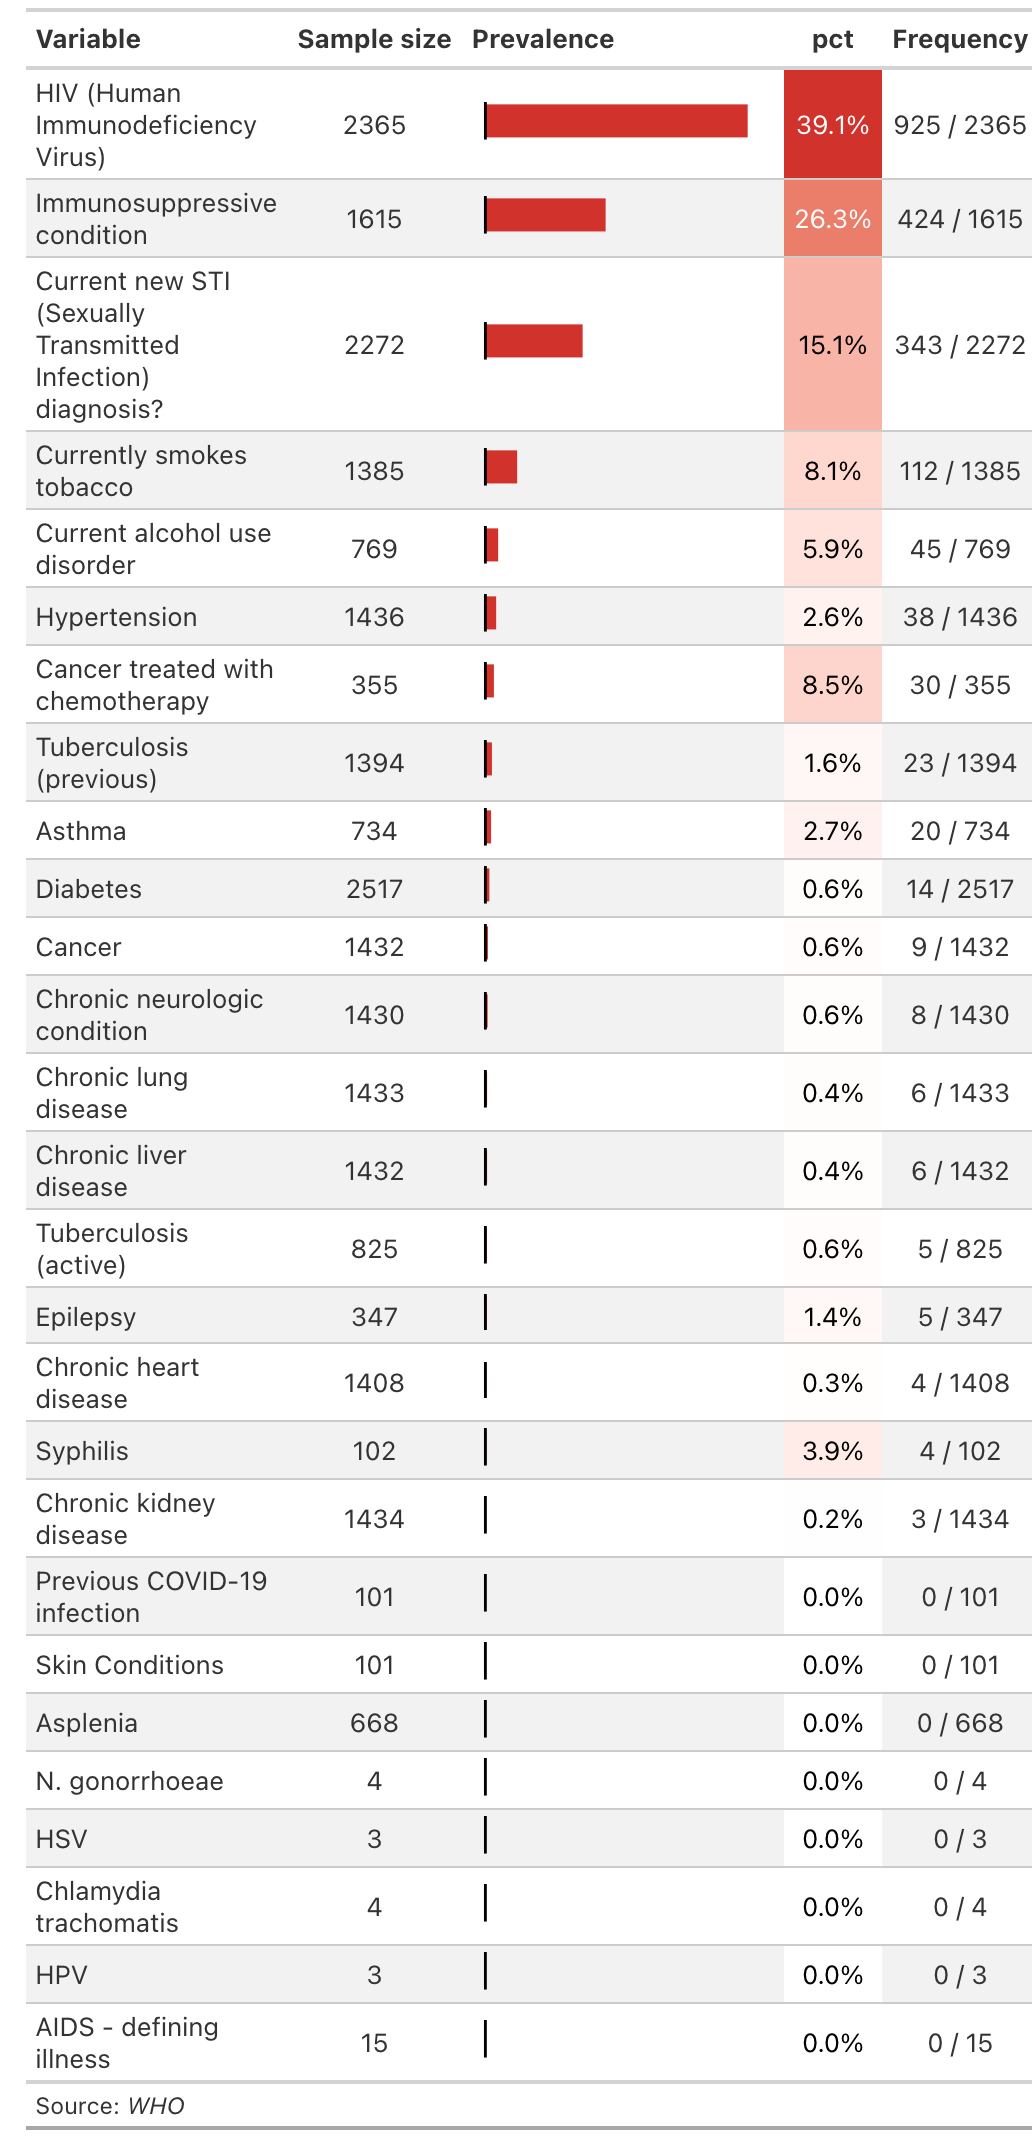 Variable Sample size Prevalence pct Frequency
HIV (Human
Immunodeficiency 2365 39.1% 925 / 2365
Virus)
Immunosuppressive
condition 1615 26.3% 424 / 1615
Current new STI
(Sexually
Transmitted 2272 15.1% 343 / 2272
Infection)
diagnosis?
Currently smokes
tobacco 1385 8.1% 112 / 1385
Current alcohol use
disorder 769 5.9% 45 / 769
Hypertension 1436 2.6% 38 / 1436
Cancer treated with
chemotherapy 355 8.5% 30 / 355
Tuberculosis
(previous) 1394 1.6% 23 / 1394
Asthma 734 2.7% 20 / 734
Diabetes 2517 0.6% 14 / 2517
Cancer 1432 0.6% 9 / 1432
Chronic neurologic
condition 1430 0.6% 8 / 1430
Chronic lung
disease 1433 0.4% 6 / 1433
Chronic liver
disease 1432 0.4% 6 / 1432
Tuberculosis
(active) 825 0.6% 5 / 825
Epilepsy 347 1.4% 5 / 347
Chronic heart
disease 1408 0.3% 4 / 1408
Syphilis 102 3.9% 4 / 102
Chronic kidney
disease 1434 0.2% 3 / 1434
Previous COVID-19
infection 101 0.0% 0 / 101
Skin Conditions 101 0.0% 0 / 101
Asplenia 668 0.0% 0 / 668
N. gonorrhoeae 4 0.0% 0 / 4
HSV 3 0.0% 0 / 3
Chlamydia
trachomatis 4 0.0% 0 / 4
HPV 3 0.0% 0 / 3
AIDS - defining
illness 15 0.0% 0 / 15
Source: WHO